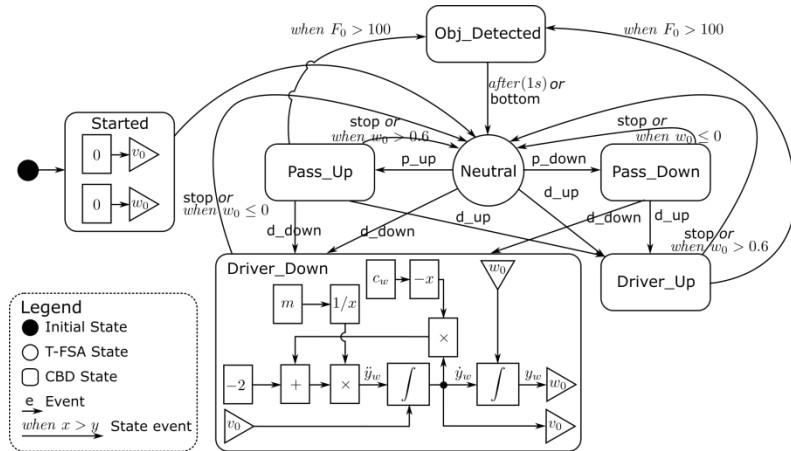 when F₀ > 100
Obj_Detected
when F₀ > 100
after(1s) or
bottom
Started
0
v₀
0
w₀
stop or
when w₀ > 0.6
stop or
when w₀ ≤ 0
Pass_Up
p_up
Neutral
p_down
Pass_Down
stop or
when w₀ ≤ 0
d_up
d_down
d_down
d_down
d_up
d_up
stop or
when w₀ > 0.6
Driver_Up
Driver_Down
c_w
−x
w₀
m
1/x
×
−2
+
×
ÿ_w
∫
ẏ_w
∫
y_w
w₀
v₀
v₀
Legend
Initial State
T-FSA State
CBD State
e Event
when x > y State event